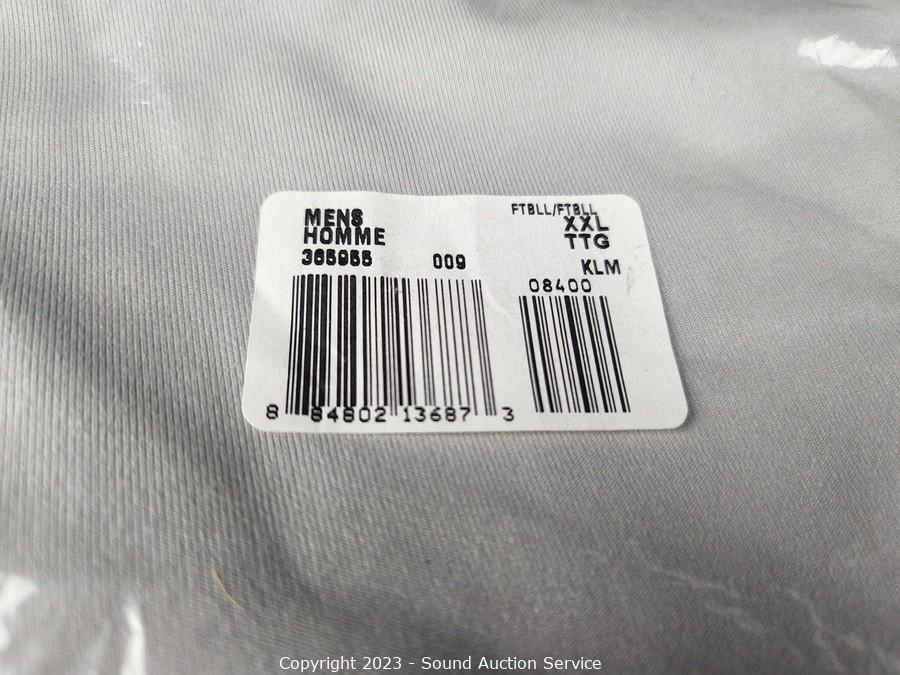 MENS
HOMME
365955 009
FTBLL/FTBLL
XXL
TTG
KLM
08400
8 84802 13687 3
Copyright 2023 - Sound Auction Service